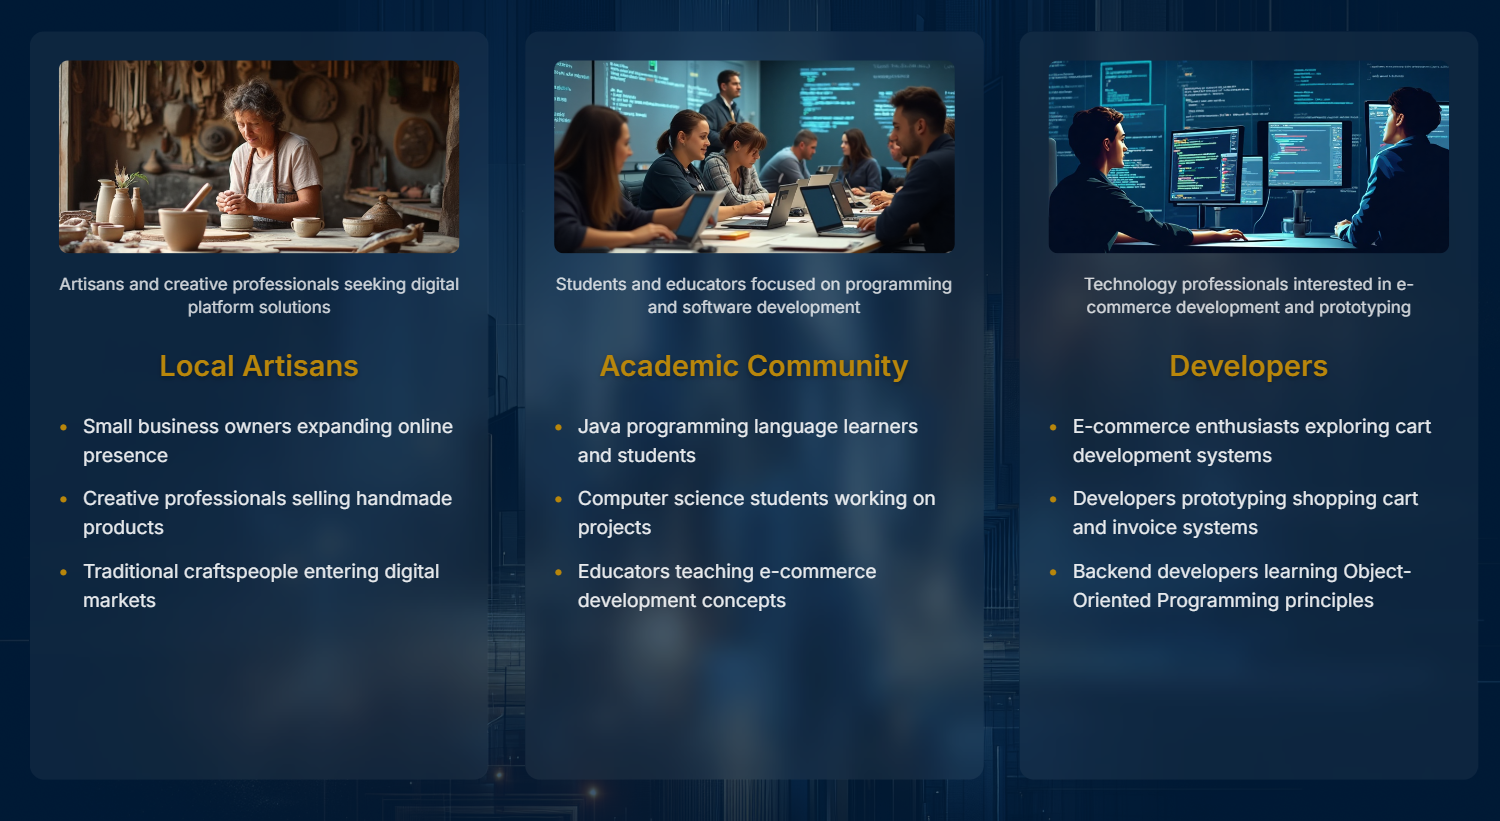 Artisans and creative professionals seeking digital
platform solutions
Local Artisans
• Small business owners expanding online
presence
• Creative professionals selling handmade
products
• Traditional craftspeople entering digital
markets
Students and educators focused on programming
and software development
Academic Community
• Java programming language learners
and students
• Computer science students working on
projects
• Educators teaching e-commerce
development concepts
Technology professionals interested in e-
commerce development and prototyping
Developers
• E-commerce enthusiasts exploring cart
development systems
• Developers prototyping shopping cart
and invoice systems
• Backend developers learning Object-
Oriented Programming principles